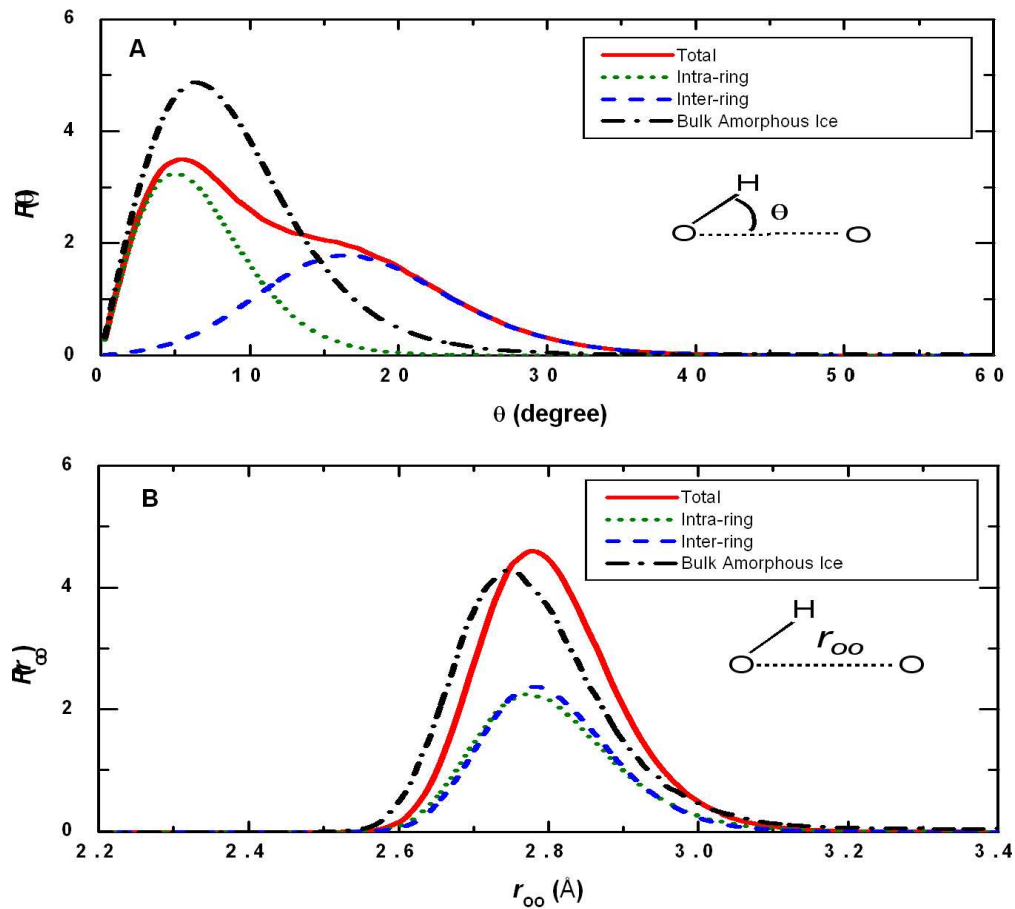 6
A
Total
Intra-ring
Inter-ring
Bulk Amorphous Ice
4
P(θ)
H
θ
O O
2
0
0 10 20 30 40 50 60
θ (degree)
6
B
Total
Intra-ring
Inter-ring
Bulk Amorphous Ice
4
H
r_oo
O O
P(r_oo)
2
0
2.2 2.4 2.6 2.8 3.0 3.2 3.4
r_oo (Å)